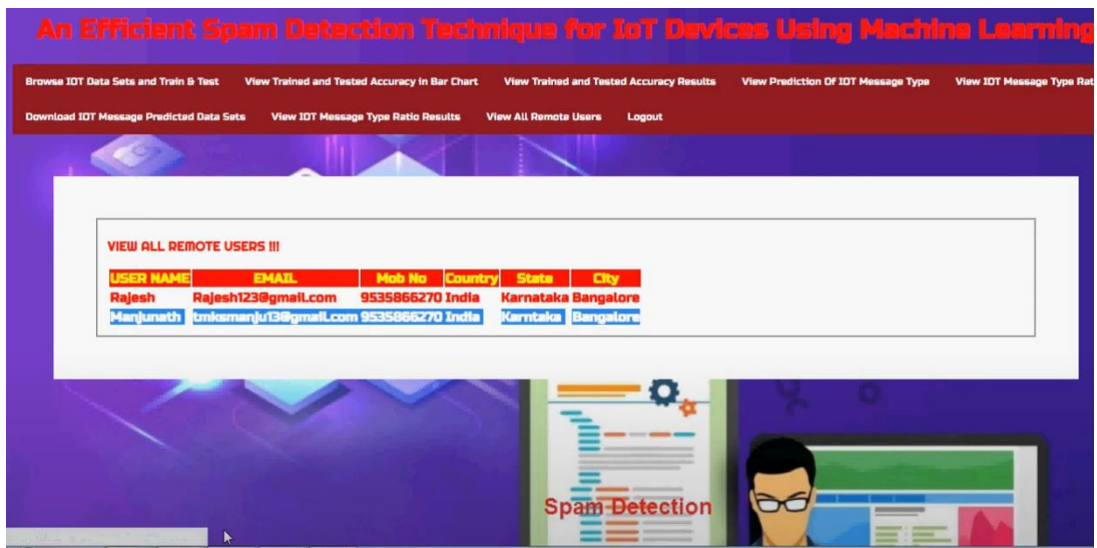 An Efficient Spam Detection Technique for IoT Devices Using Machine Learning
Browse IOT Data Sets and Train & Test View Trained and Tested Accuracy in Bar Chart View Trained and Tested Accuracy Results View Prediction Of IOT Message Type View IOT Message Type Rat
Download IOT Message Predicted Data Sets View IOT Message Type Ratio Results View All Remote Users Logout
VIEW ALL REMOTE USERS !!!
USER NAME EMAIL Mob No Country State City
Rajesh Rajesh123@gmail.com 9535866270 India Karnataka Bangalore
Manjunath tmksmanju13@gmail.com 9535866270 India Karntaka Bangalore
Spam Detection